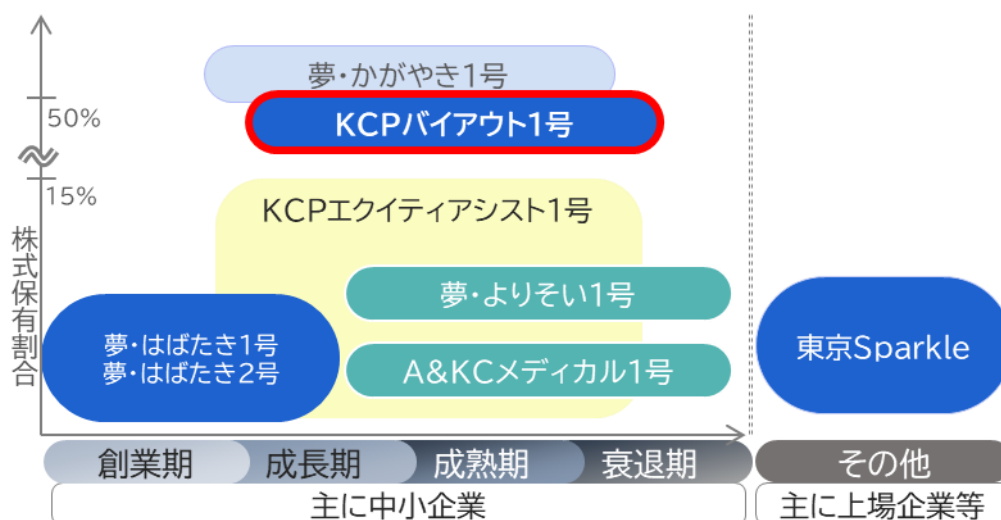 夢・かがやき1号
50%
KCPバイアウト1号
15%
KCPエクイティアシスト1号
株式保有割合
夢・よりそい1号
夢・はばたき1号
夢・はばたき2号
A&KCメディカル1号
東京Sparkle
創業期
成長期
成熟期
衰退期
その他
主に中小企業
主に上場企業等